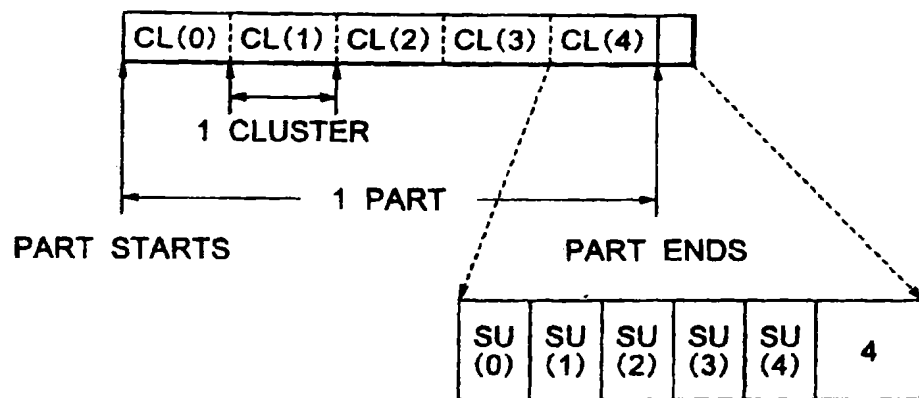 CL(0) CL(1) CL(2) CL(3) CL(4)
1 CLUSTER
1 PART
PART STARTS PART ENDS
SU SU SU SU SU 4
(0) (1) (2) (3) (4)